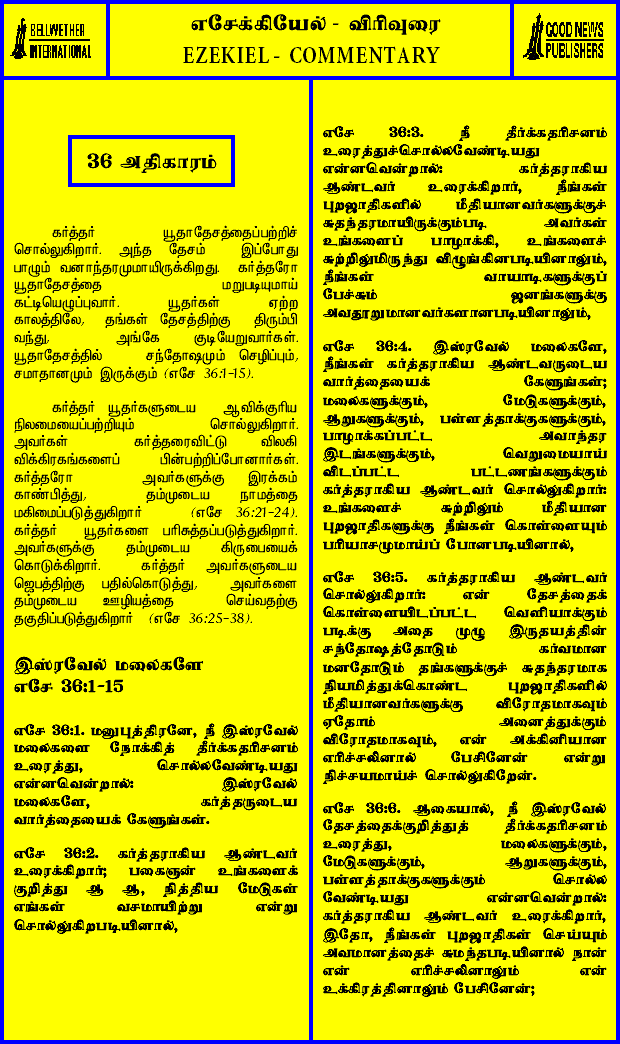 BELLWETHER
INTERNATIONAL
எசேக்கியேல் - விரிவுரை
EZEKIEL - COMMENTARY
GOOD NEWS
PUBLISHERS
36 அதிகாரம்
கர்த்தர் யூதாதேசத்தைப்பற்றிச்
சொல்லுகிறார். அந்த தேசம் இப்போது
பாழும் வனாந்தரமுமாயிருக்கிறது. கர்த்தரோ
யூதாதேசத்தை மறுபடியுமாய்
கட்டியெழுப்புவார். யூதர்கள் ஏற்ற
காலத்திலே, தங்கள் தேசத்திற்கு திரும்பி
வந்து, அங்கே குடியேறுவார்கள்.
யூதாதேசத்தில் சந்தோஷமும் செழிப்பும்,
சமாதானமும் இருக்கும் (எசே 36:1-15).
கர்த்தர் யூதர்களுடைய ஆவிக்குரிய
நிலமையைப்பற்றியும் சொல்லுகிறார்.
அவர்கள் கர்த்தரைவிட்டு விலகி
விக்கிரகங்களைப் பின்பற்றிப்போனார்கள்.
கர்த்தரோ அவர்களுக்கு இரக்கம்
காண்பித்து, தம்முடைய நாமத்தை
மகிமைப்படுத்துகிறார் (எசே 36:21-24).
கர்த்தர் யூதர்களை பரிசுத்தப்படுத்துகிறார்.
அவர்களுக்கு தம்முடைய கிருபையைக்
கொடுக்கிறார். கர்த்தர் அவர்களுடைய
ஜெபத்திற்கு பதில்கொடுத்து, அவர்களை
தம்முடைய ஊழியத்தை செய்வதற்கு
தகுதிப்படுத்துகிறார் (எசே 36:25-38).
இஸ்ரவேல் மலைகளே
எசே 36:1-15
எசே 36:1. மனுபுத்திரனே, நீ இஸ்ரவேல்
மலைகளை நோக்கித் தீர்க்கதரிசனம்
உரைத்து, சொல்லவேண்டியது
என்னவென்றால்: இஸ்ரவேல்
மலைகளே, கர்த்தருடைய
வார்த்தையைக் கேளுங்கள்.
எசே 36:2. கர்த்தராகிய ஆண்டவர்
உரைக்கிறார்; பகைஞன் உங்களைக்
குறித்து ஆ ஆ, நித்திய மேடுகள்
எங்கள் வசமாயிற்று என்று
சொல்லுகிறபடியினால்,
எசே 36:3. நீ தீர்க்கதரிசனம்
உரைத்துச்சொல்லவேண்டியது
என்னவென்றால்: கர்த்தராகிய
ஆண்டவர் உரைக்கிறார், நீங்கள்
புறஜாதிகளில் மீதியானவர்களுக்குச்
சுதந்தரமாயிருக்கும்படி அவர்கள்
உங்களைப் பாழாக்கி, உங்களைச்
சுற்றிலுமிருந்து விழுங்கினபடியினாலும்,
நீங்கள் வாயாடிகளுக்குப்
பேச்சும் ஜனங்களுக்கு
அவதூறுமானவர்களானபடியினாலும்,
எசே 36:4. இஸ்ரவேல் மலைகளே,
நீங்கள் கர்த்தராகிய ஆண்டவருடைய
வார்த்தையைக் கேளுங்கள்;
மலைகளுக்கும், மேடுகளுக்கும்,
ஆறுகளுக்கும், பள்ளத்தாக்குகளுக்கும்,
பாழாக்கப்பட்ட அவாந்தர
இடங்களுக்கும், வெறுமையாய்
விடப்பட்ட பட்டணங்களுக்கும்
கர்த்தராகிய ஆண்டவர் சொல்லுகிறார்:
உங்களைச் சுற்றிலும் மீதியான
புறஜாதிகளுக்கு நீங்கள் கொள்ளையும்
பரியாசமுமாய்ப் போனபடியினால்,
எசே 36:5. கர்த்தராகிய ஆண்டவர்
சொல்லுகிறார்: என் தேசத்தைக்
கொள்ளையிடப்பட்ட வெளியாக்கும்
படிக்கு அதை முழு இருதயத்தின்
சந்தோஷத்தோடும் கர்வமான
மனதோடும் தங்களுக்குச் சுதந்தரமாக
நியமித்துக்கொண்ட புறஜாதிகளில்
மீதியானவர்களுக்கு விரோதமாகவும்
ஏதோம் அனைத்துக்கும்
விரோதமாகவும், என் அக்கினியான
எரிச்சலினால் பேசினேன் என்று
நிச்சயமாய்ச் சொல்லுகிறேன்.
எசே 36:6. ஆகையால், நீ இஸ்ரவேல்
தேசத்தைக்குறித்துத் தீர்க்கதரிசனம்
உரைத்து, மலைகளுக்கும்,
மேடுகளுக்கும், ஆறுகளுக்கும்,
பள்ளத்தாக்குகளுக்கும் சொல்ல
வேண்டியது என்னவென்றால்:
கர்த்தராகிய ஆண்டவர் உரைக்கிறார்,
இதோ, நீங்கள் புறஜாதிகள் செய்யும்
அவமானத்தைச் சுமந்தபடியினால் நான்
என் எரிச்சலினாலும் என்
உக்கிரத்தினாலும் பேசினேன்;